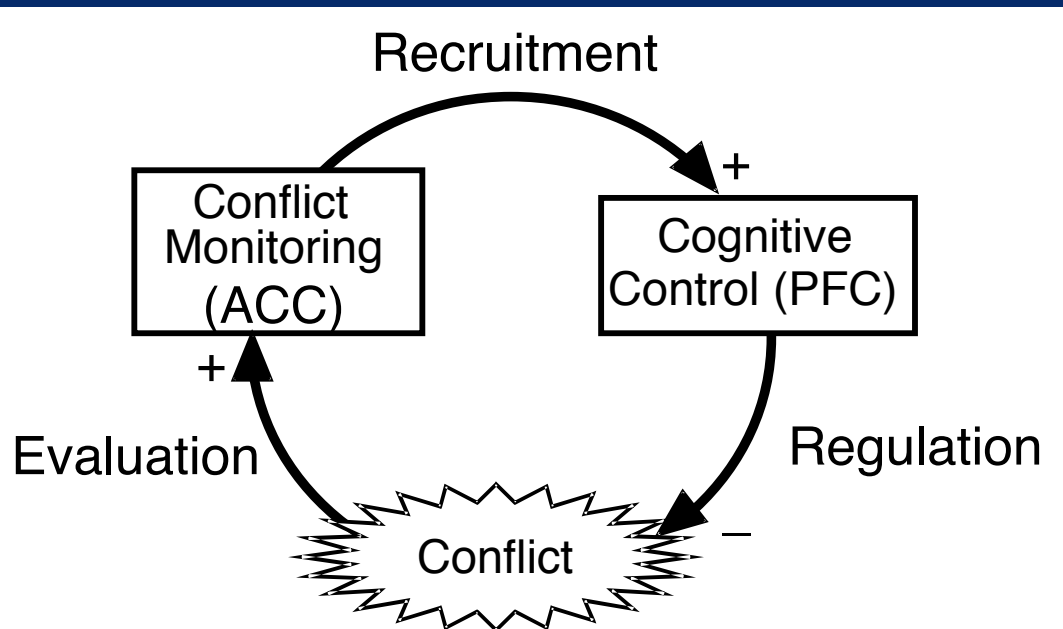 Recruitment
+
Conflict
Monitoring
(ACC)
Cognitive
Control (PFC)
+
Evaluation
Regulation
–
Conflict